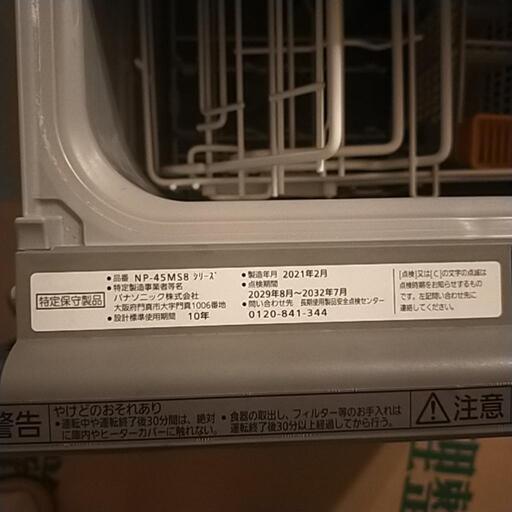 特定保守製品
● 品番 NP-45MS8 シリーズ
● 特定製造事業者等名
パナソニック株式会社
大阪府門真市大字門真1006番地
● 設計標準使用期間 10年
● 製造年月 2021年2月
● 点検期間
2029年8月～2032年7月
● 問い合わせ先 長期使用製品安全点検センター
0120-841-344
[点検]又は[C]の文字の点滅は
点検時期をお知らせするもの
です。左記問い合わせ先に
連絡してください。
警告
やけどのおそれあり
• 運転中や運転終了後30分間は、絶対
に庫内やヒーターカバーに触れない。
• 食器の取出し、フィルター等のお手入れは
運転終了後30分以上経過してから行う。
注意